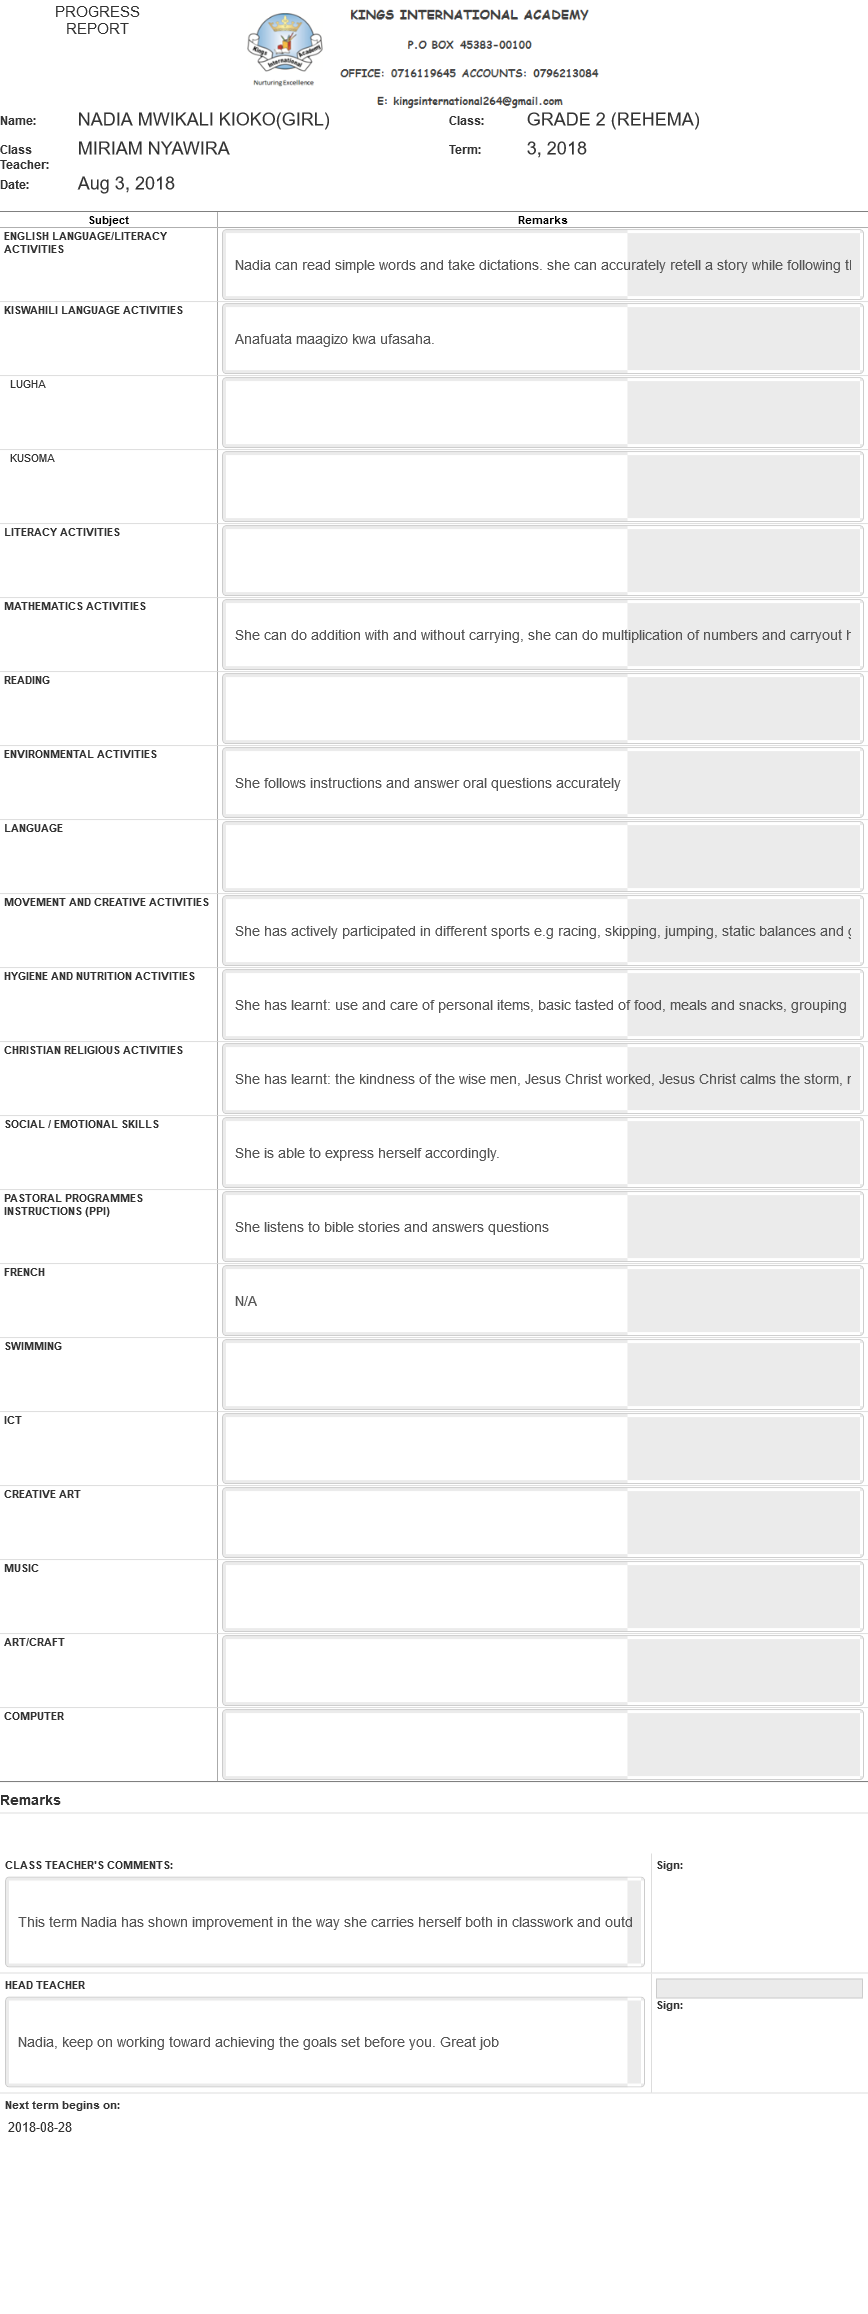 PROGRESS
REPORT
Kings International Academy
Nurturing Excellence
KINGS INTERNATIONAL ACADEMY
P.O BOX 45383-00100
OFFICE: 0716119645 ACCOUNTS: 0796213084
E: kingsinternational264@gmail.com
Name: NADIA MWIKALI KIOKO(GIRL) Class: GRADE 2 (REHEMA)
Class Teacher: MIRIAM NYAWIRA Term: 3, 2018
Date: Aug 3, 2018
Subject Remarks
ENGLISH LANGUAGE/LITERACY
ACTIVITIES
Nadia can read simple words and take dictations. she can accurately retell a story while following
KISWAHILI LANGUAGE ACTIVITIES
Anafuata maagizo kwa ufasaha.
LUGHA
KUSOMA
LITERACY ACTIVITIES
MATHEMATICS ACTIVITIES
She can do addition with and without carrying, she can do multiplication of numbers and carryout
READING
ENVIRONMENTAL ACTIVITIES
She follows instructions and answer oral questions accurately
LANGUAGE
MOVEMENT AND CREATIVE ACTIVITIES
She has actively participated in different sports e.g racing, skipping, jumping, static balances and
HYGIENE AND NUTRITION ACTIVITIES
She has learnt: use and care of personal items, basic tasted of food, meals and snacks, grouping
CHRISTIAN RELIGIOUS ACTIVITIES
She has learnt: the kindness of the wise men, Jesus Christ worked, Jesus Christ calms the storm,
SOCIAL / EMOTIONAL SKILLS
She is able to express herself accordingly.
PASTORAL PROGRAMMES
INSTRUCTIONS (PPI)
She listens to bible stories and answers questions
FRENCH
N/A
SWIMMING
ICT
CREATIVE ART
MUSIC
ART/CRAFT
COMPUTER
Remarks
CLASS TEACHER'S COMMENTS: Sign:
This term Nadia has shown improvement in the way she carries herself both in classwork and outd
HEAD TEACHER
Sign:
Nadia, keep on working toward achieving the goals set before you. Great job
Next term begins on:
2018-08-28